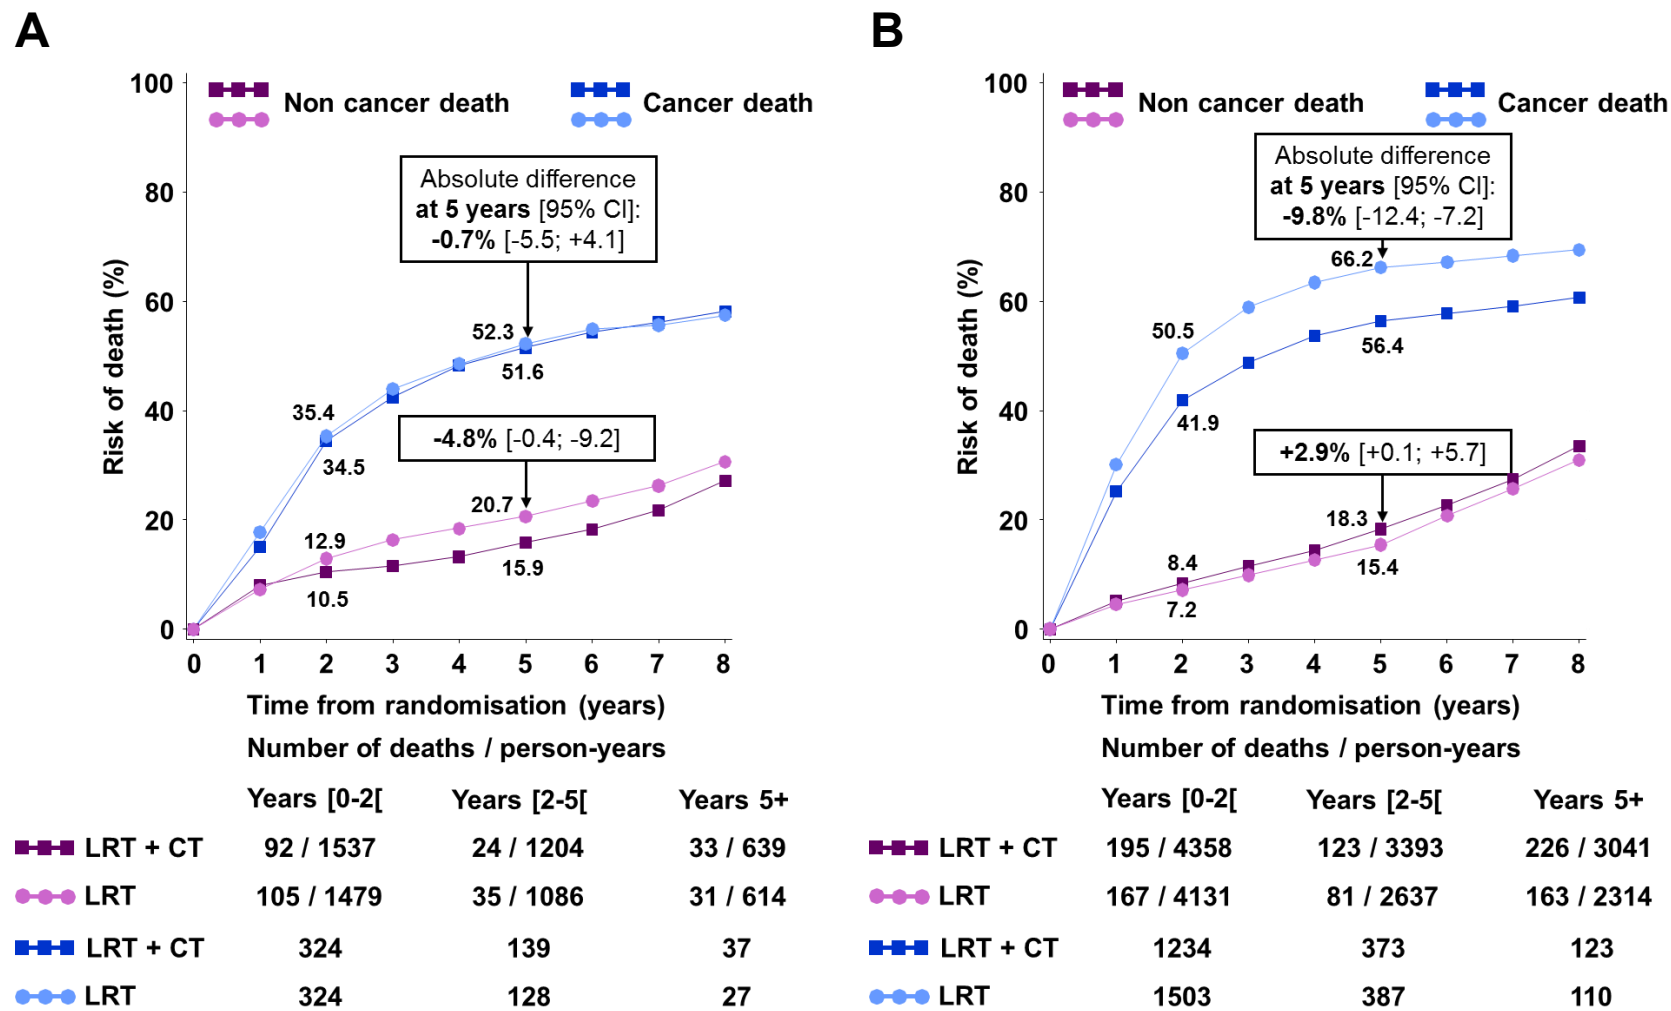 A
100
80
60
40
20
0
Risk of death (%)
Non cancer death
Cancer death
Absolute difference
at 5 years [95% CI]:
-0.7% [-5.5; +4.1]
52.3
51.6
35.4
34.5
-4.8% [-0.4; -9.2]
20.7
15.9
12.9
10.5
0 1 2 3 4 5 6 7 8
Time from randomisation (years)
Number of deaths / person-years
Years [0-2[ Years [2-5[ Years 5+
LRT + CT 92 / 1537 24 / 1204 33 / 639
LRT 105 / 1479 35 / 1086 31 / 614
LRT + CT 324 139 37
LRT 324 128 27
B
100
80
60
40
20
0
Risk of death (%)
Non cancer death
Cancer death
Absolute difference
at 5 years [95% CI]:
-9.8% [-12.4; -7.2]
66.2
56.4
50.5
41.9
+2.9% [+0.1; +5.7]
18.3
15.4
8.4
7.2
0 1 2 3 4 5 6 7 8
Time from randomisation (years)
Number of deaths / person-years
Years [0-2[ Years [2-5[ Years 5+
LRT + CT 195 / 4358 123 / 3393 226 / 3041
LRT 167 / 4131 81 / 2637 163 / 2314
LRT + CT 1234 373 123
LRT 1503 387 110